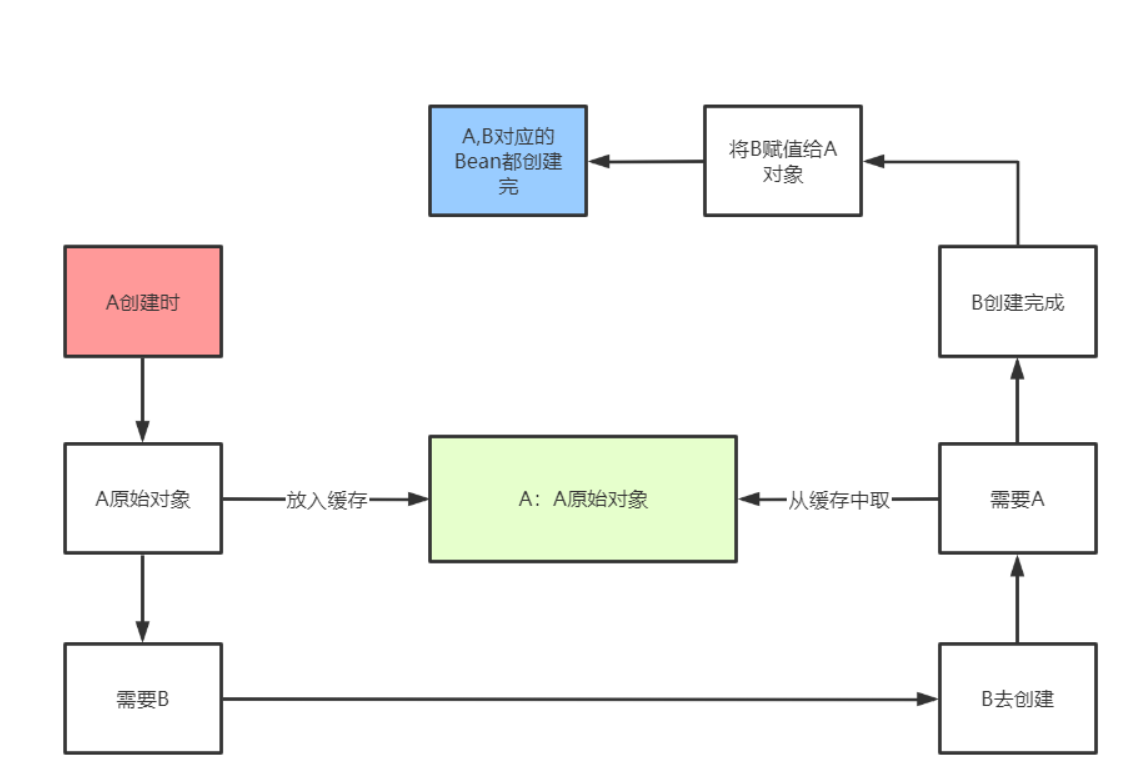 A,B对应的
Bean都创建
完
将B赋值给A
对象
A创建时
B创建完成
A原始对象
放入缓存
A：A原始对象
从缓存中取
需要A
需要B
B去创建